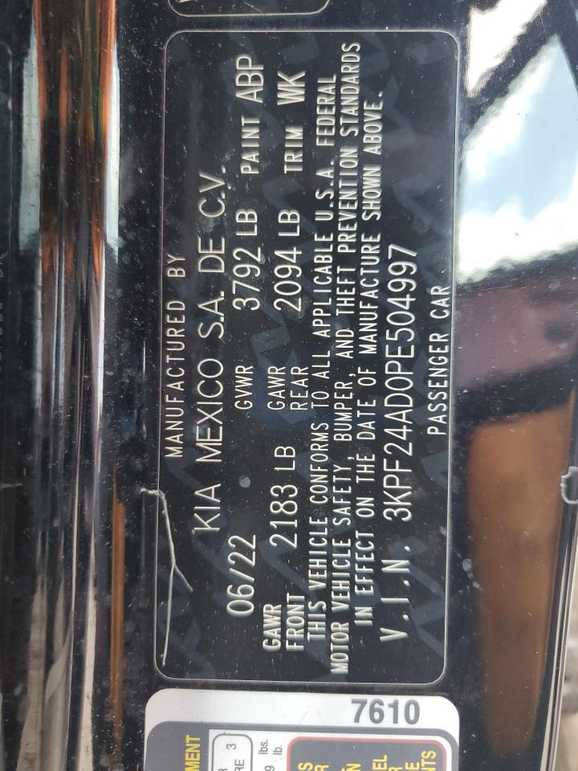 MANUFACTURED BY
KIA MEXICO S.A. DE C.V.
06/22 GVWR 3792 LB PAINT ABP
GAWR FRONT 2183 LB GAWR REAR 2094 LB TRIM WK
THIS VEHICLE CONFORMS TO ALL APPLICABLE U.S.A. FEDERAL
MOTOR VEHICLE SAFETY, BUMPER, AND THEFT PREVENTION STANDARDS
IN EFFECT ON THE DATE OF MANUFACTURE SHOWN ABOVE.
V.I.N. 3KPF24AD0PE504997
PASSENGER CAR
7610